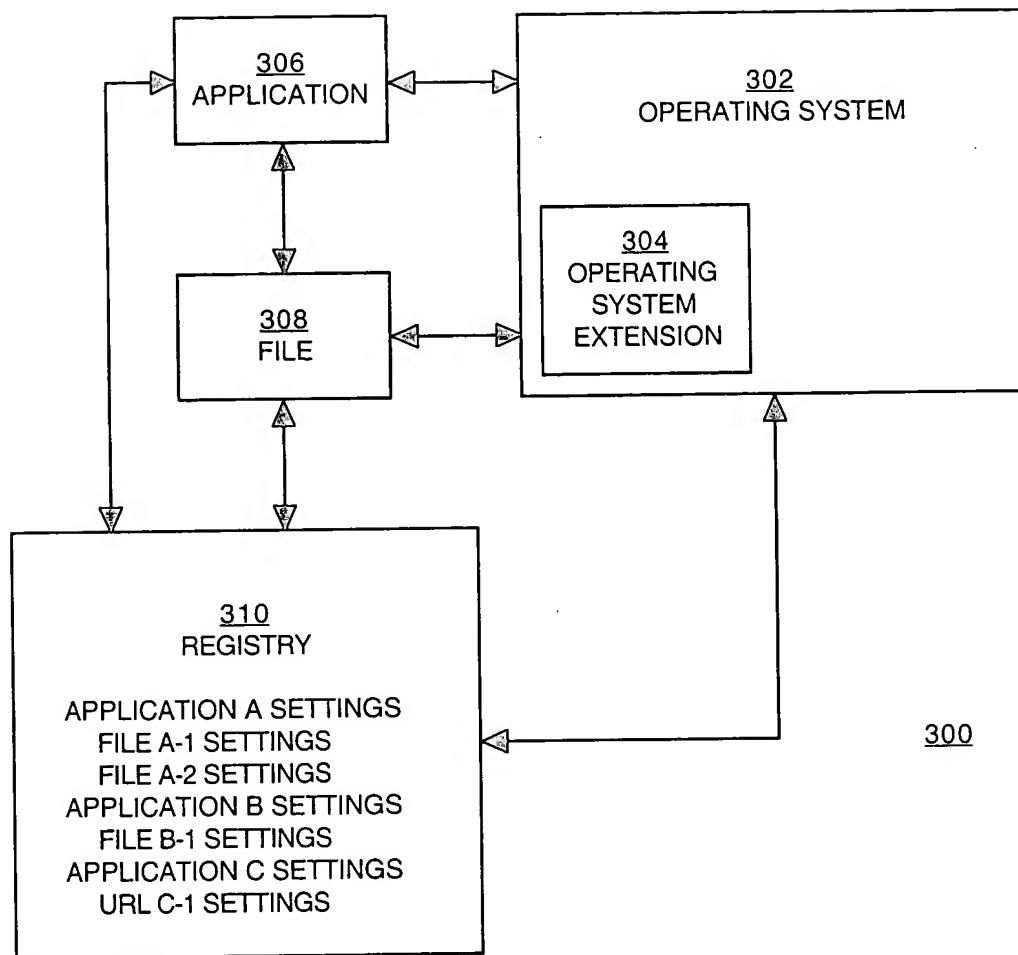 306
APPLICATION
302
OPERATING SYSTEM
304
OPERATING
SYSTEM
EXTENSION
308
FILE
310
REGISTRY
APPLICATION A SETTINGS
FILE A-1 SETTINGS
FILE A-2 SETTINGS
APPLICATION B SETTINGS
FILE B-1 SETTINGS
APPLICATION C SETTINGS
URL C-1 SETTINGS
300